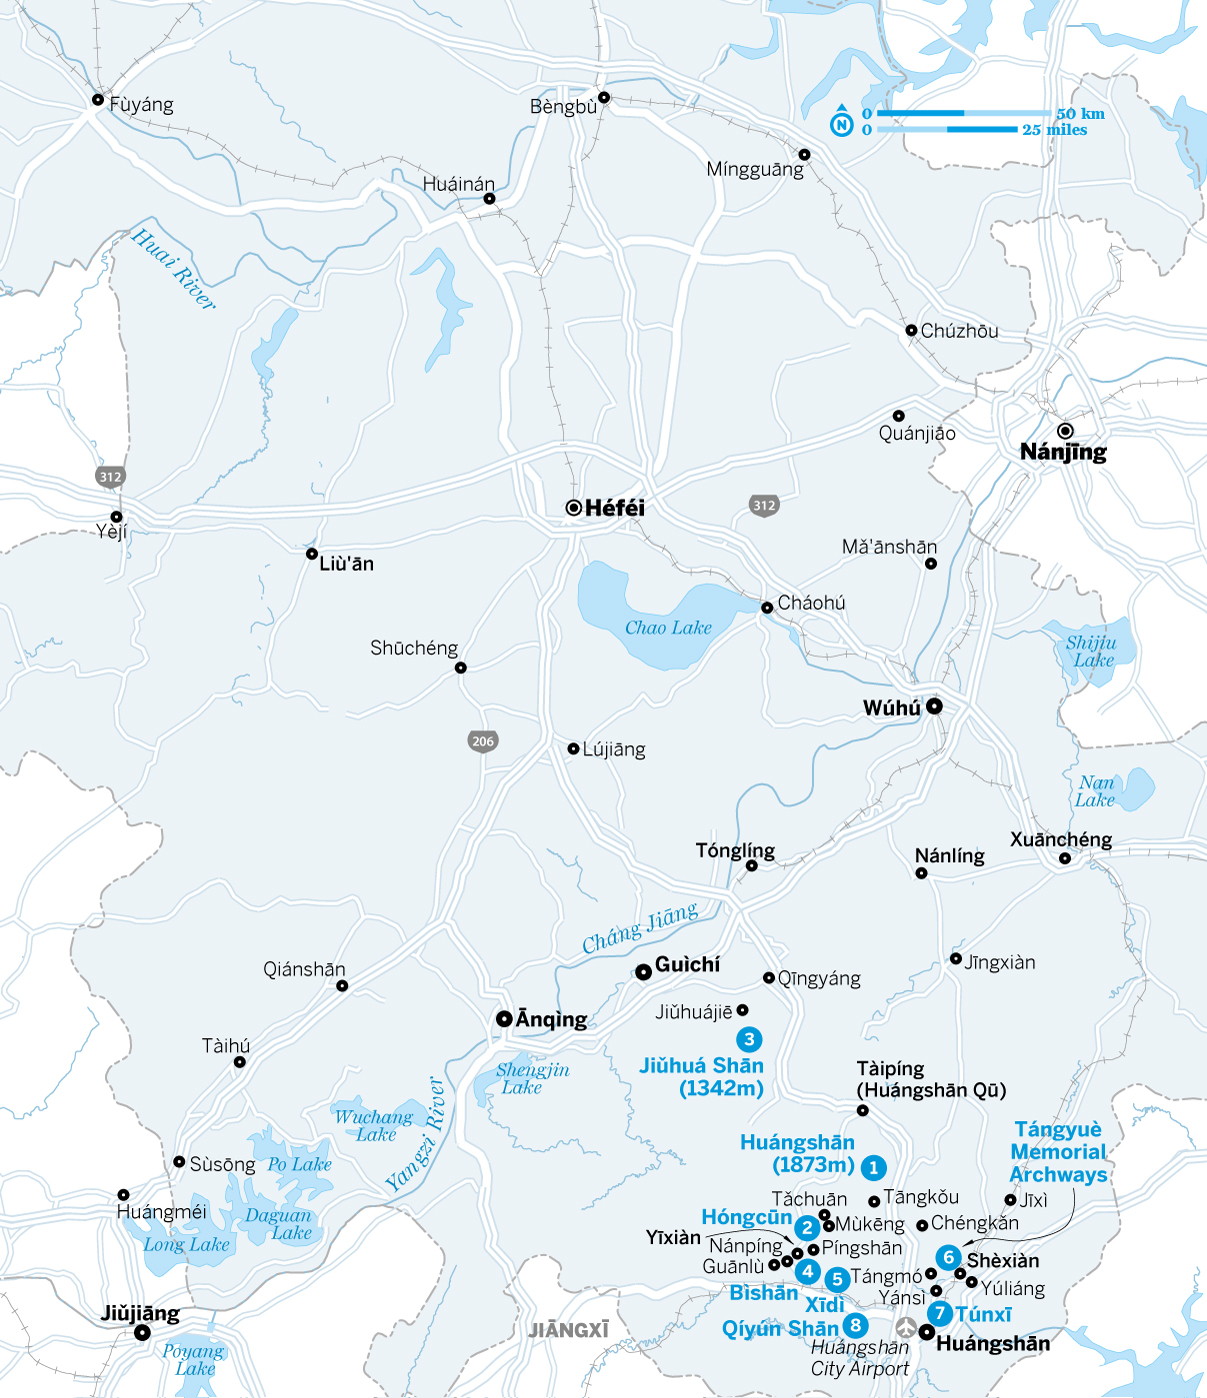 Fùyáng
Bèngbù
0 50 km
N
0 25 miles
Míngguāng
Huáinán
Huai River
Chúzhōu
Quánjiāo
Nánjīng
312
Héféi
312
Yèjí
Mǎ'ānshān
Liù'ān
Cháohú
Chao Lake
Shijiu
Lake
Shūchéng
Wúhú
206
Lújiāng
Nan
Lake
Xuānchéng
Tónglíng
Nánlíng
Cháng Jiāng
Guìchí
Jīngxiàn
Qiánshān
Qīngyáng
Jiǔhuájiē
Ānqìng
3
Tàihú
Jiǔhuá Shān
(1342m)
Shengjin
Lake
Tàipíng
(Huángshān Qū)
Wuchang
Lake
Yangzi River
Tángyuè
Memorial
Archways
Huángshān
(1873m)
1
Sùsōng
Po Lake
Huángméi
Tǎchuān
Tāngkǒu
Jīxì
Daguan
Lake
Hóngcūn
2
Mùkēng
Chéngkǎn
Long Lake
Yīxiàn
Nánpíng
Píngshān
6
Shèxiàn
Guānlù
4
5
Tángmó
Yúliáng
Bìshān
Xīdì
Yánsì
Jiǔjiāng
7
Túnxī
JIĀNGXĪ
Qíyún Shān
8
Huángshān
Huángshān
City Airport
Poyang
Lake